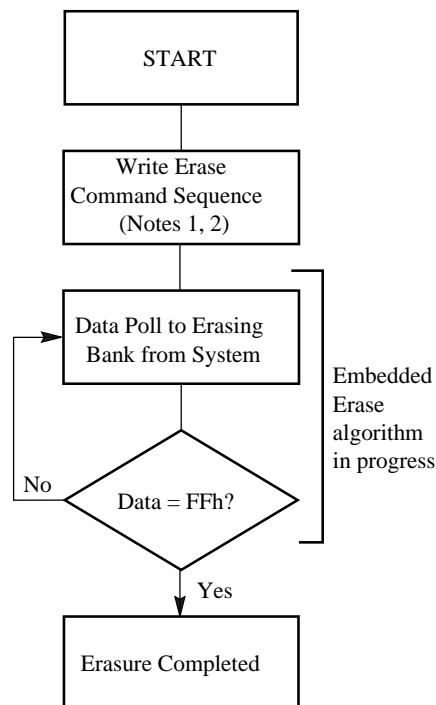 START
Write Erase
Command Sequence
(Notes 1, 2)
Data Poll to Erasing
Bank from System
Embedded
Erase
algorithm
in progress
No
Data = FFh?
Yes
Erasure Completed